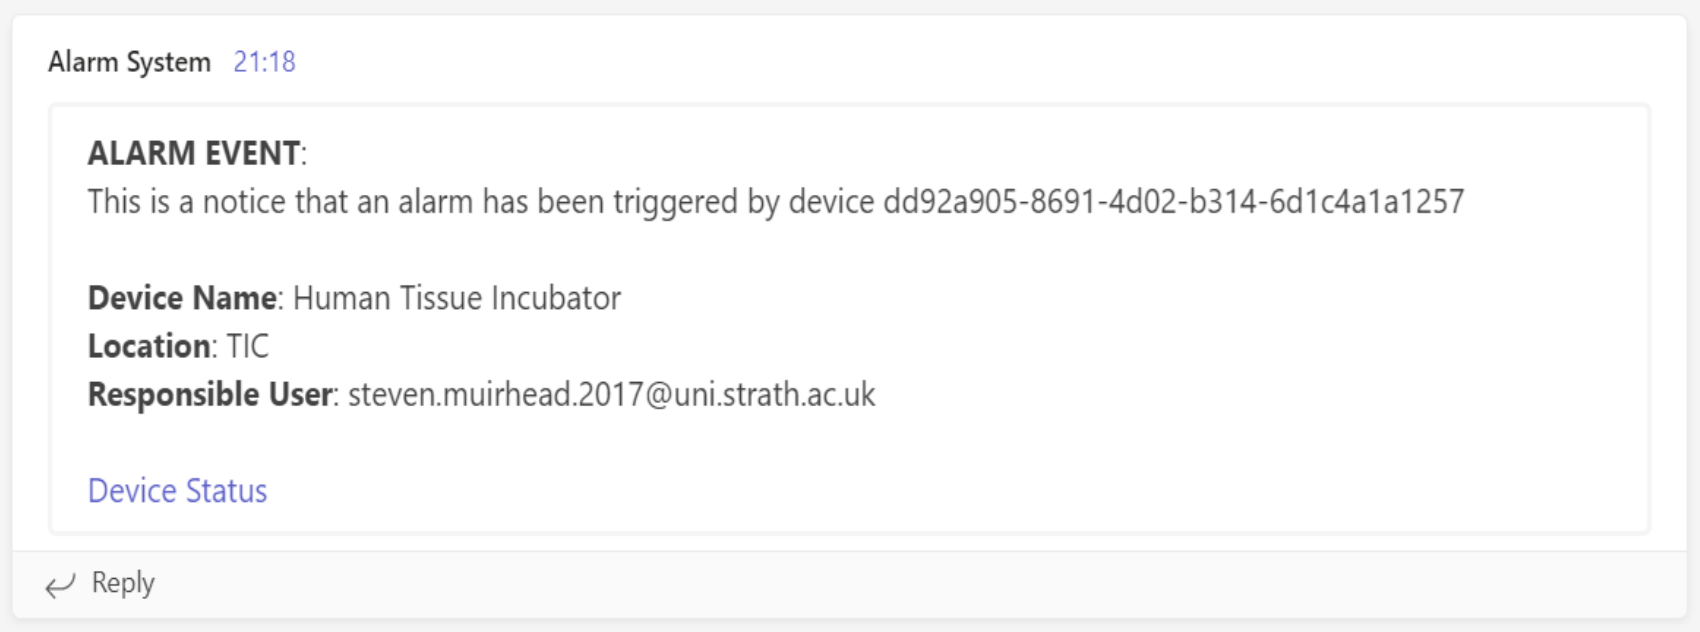 Alarm System 21:18
ALARM EVENT:
This is a notice that an alarm has been triggered by device dd92a905-8691-4d02-b314-6d1c4a1a1257
Device Name: Human Tissue Incubator
Location: TIC
Responsible User: steven.muirhead.2017@uni.strath.ac.uk
Device Status
Reply